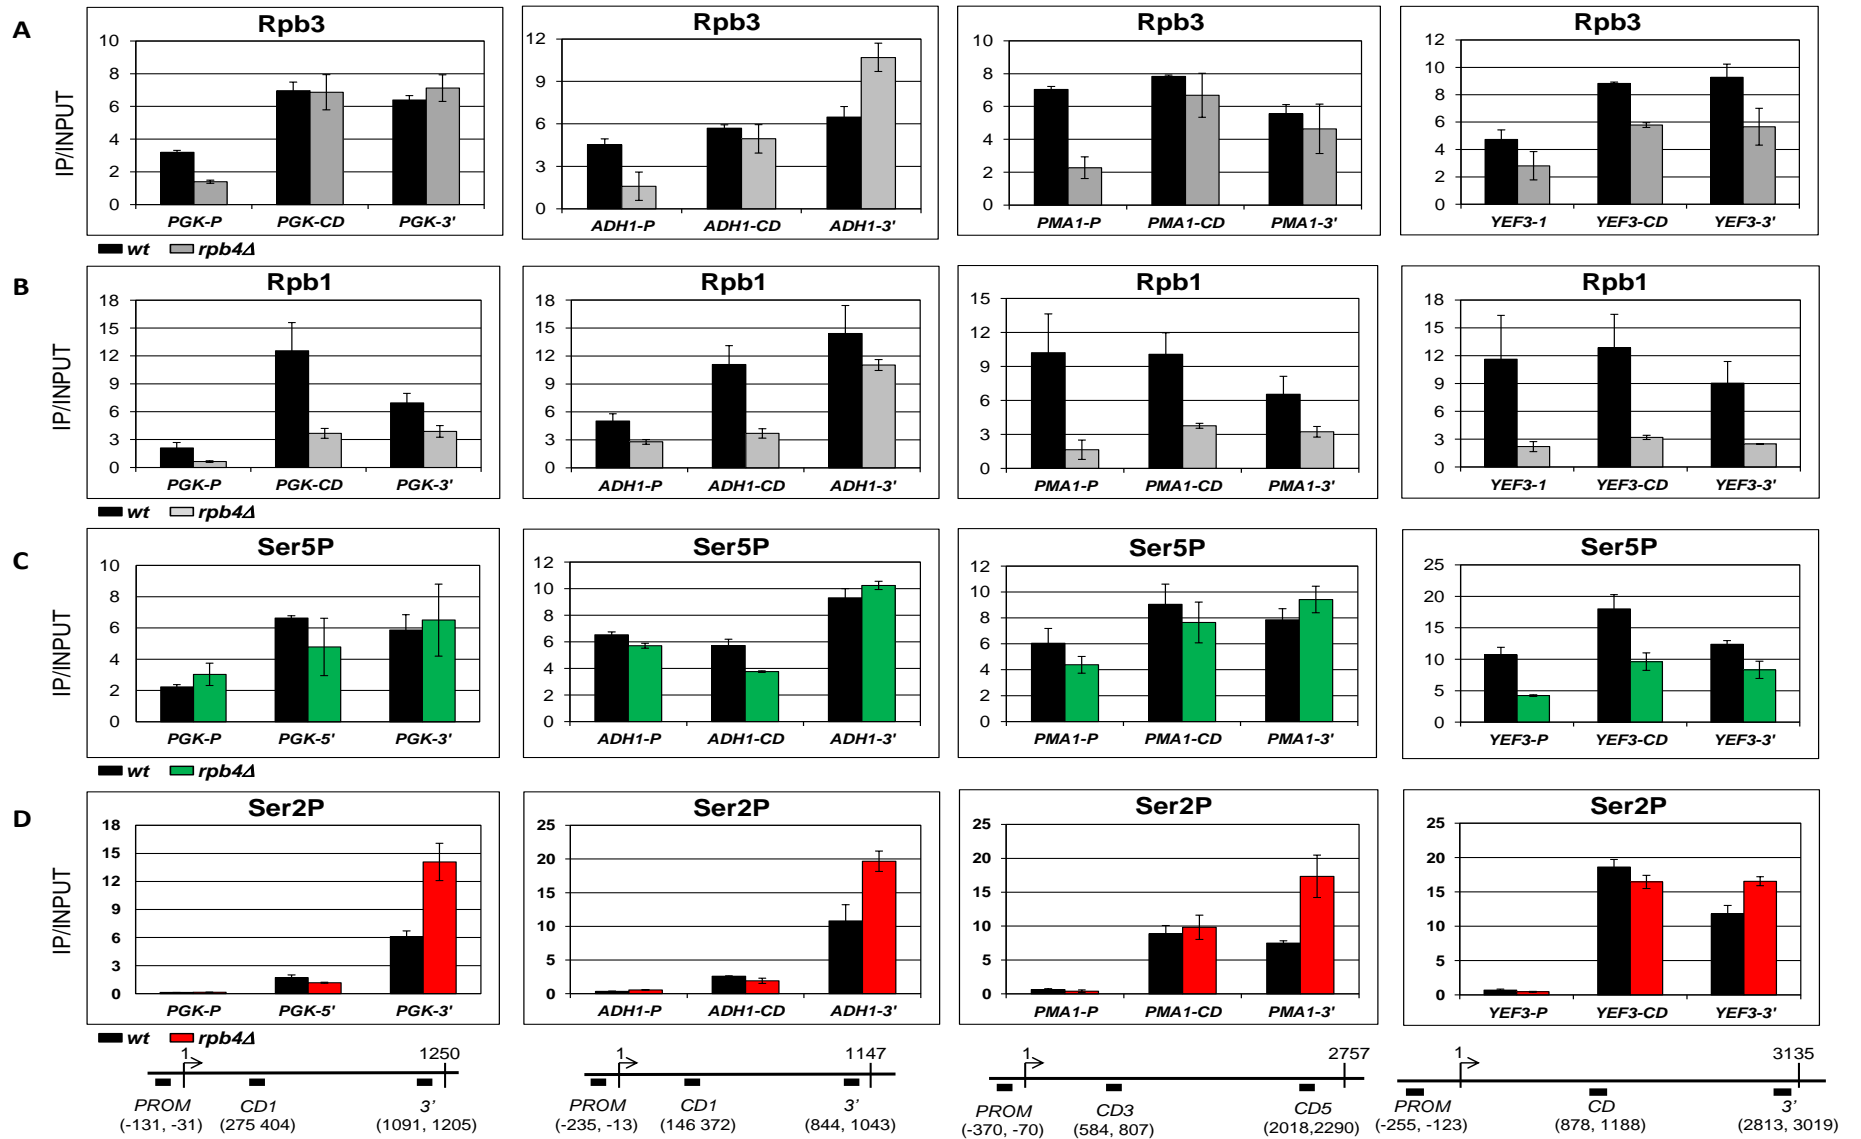 A
Rpb3
IP/INPUT
10
8
6
4
2
0
PGK-P PGK-CD PGK-3'
Rpb3
12
9
6
3
0
ADH1-P ADH1-CD ADH1-3'
Rpb3
10
8
6
4
2
0
PMA1-P PMA1-CD PMA1-3'
Rpb3
12
10
8
6
4
2
0
YEF3-1 YEF3-CD YEF3-3'
wt rpb4Δ
B
Rpb1
IP/INPUT
18
15
12
9
6
3
0
PGK-P PGK-CD PGK-3'
Rpb1
18
15
12
9
6
3
0
ADH1-P ADH1-CD ADH1-3'
Rpb1
15
12
9
6
3
0
PMA1-P PMA1-CD PMA1-3'
Rpb1
18
15
12
9
6
3
0
YEF3-1 YEF3-CD YEF3-3'
wt rpb4Δ
C
Ser5P
IP/INPUT
10
8
6
4
2
0
PGK-P PGK-5' PGK-3'
Ser5P
12
10
8
6
4
2
0
ADH1-P ADH1-CD ADH1-3'
Ser5P
12
10
8
6
4
2
0
PMA1-P PMA1-CD PMA1-3'
Ser5P
25
20
15
10
5
0
YEF3-P YEF3-CD YEF3-3'
wt rpb4Δ
D
Ser2P
IP/INPUT
18
15
12
9
6
3
0
PGK-P PGK-5' PGK-3'
Ser2P
25
20
15
10
5
0
ADH1-P ADH1-CD ADH1-3'
Ser2P
25
20
15
10
5
0
PMA1-P PMA1-CD PMA1-3'
Ser2P
25
20
15
10
5
0
YEF3-P YEF3-CD YEF3-3'
wt rpb4Δ
1 1250
PROM CD1 3’
(-131, -31) (275 404) (1091, 1205)
1 1147
PROM CD1 3’
(-235, -13) (146 372) (844, 1043)
1 2757
PROM CD3 CD5
(-370, -70) (584, 807) (2018,2290)
1 3135
PROM CD 3’
(-255, -123) (878, 1188) (2813, 3019)